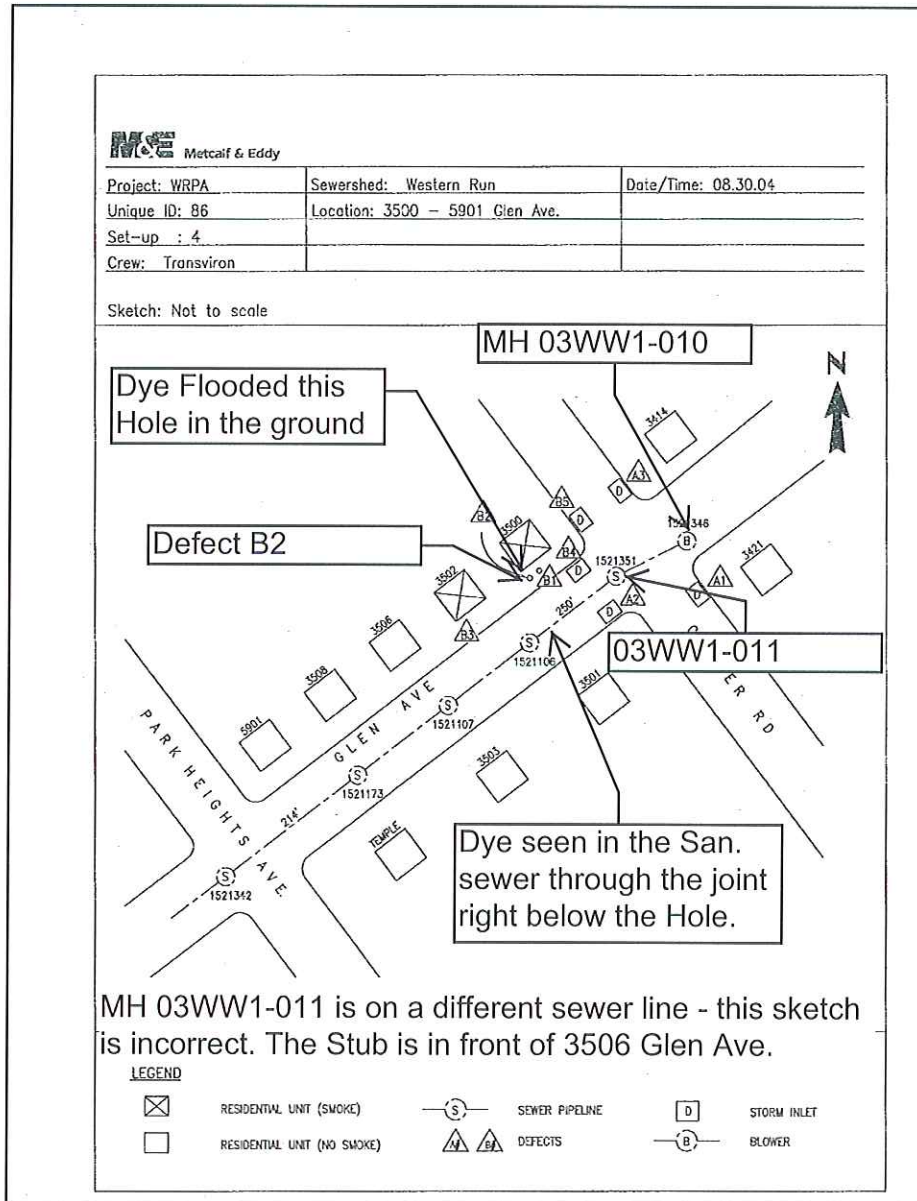 M&E Metcalf & Eddy
Project: WRPA
Sewershed: Western Run
Date/Time: 08.30.04
Unique ID: 86
Location: 3500 - 5901 Glen Ave.
Set-up : 4
Crew: Transviron
Sketch: Not to scale
MH 03WW1-010
N
Dye Flooded this
Hole in the ground
3414
A3
D
B5
B2
D
3500
1521346
B
Defect B2
B4
1521351
3421
3502
B1
D
S
A1
D
250'
A2
D
3506
B3
S
1521106
03WW1-011
3508
3501
RD
5901
GLEN AVE
S
1521107
PARK HEIGHTS AVE.
3503
S
1521173
214'
TEMPLE
Dye seen in the San.
sewer through the joint
right below the Hole.
S
1521342
MH 03WW1-011 is on a different sewer line - this sketch
is incorrect. The Stub is in front of 3506 Glen Ave.
LEGEND
RESIDENTIAL UNIT (SMOKE)
S
SEWER PIPELINE
D
STORM INLET
RESIDENTIAL UNIT (NO SMOKE)
DEFECTS
B
BLOWER